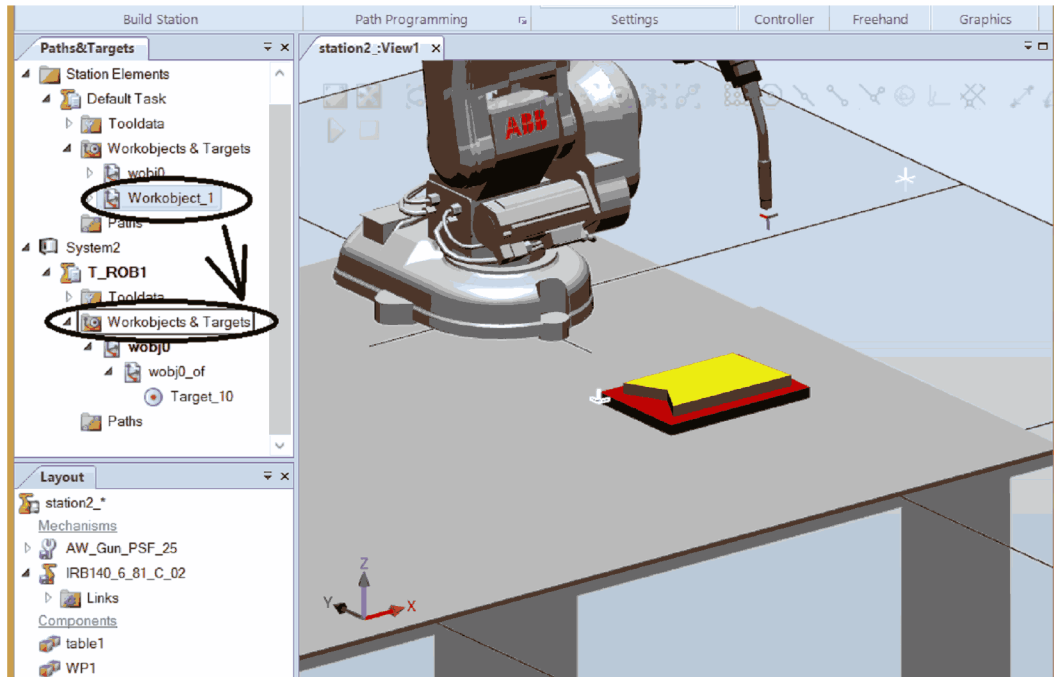 Build Station Path Programming Settings Controller Freehand Graphics
Paths&Targets
station2_:View1
Station Elements
Default Task
Tooldata
Workobjects & Targets
wobj0
Workobject_1
Paths
System2
T_ROB1
Tooldata
Workobjects & Targets
wobj0
wobj0_of
Target_10
Paths
Layout
station2_*
Mechanisms
AW_Gun_PSF_25
IRB140_6_81_C_02
Links
Components
table1
WP1
ABB
Z
Y
X